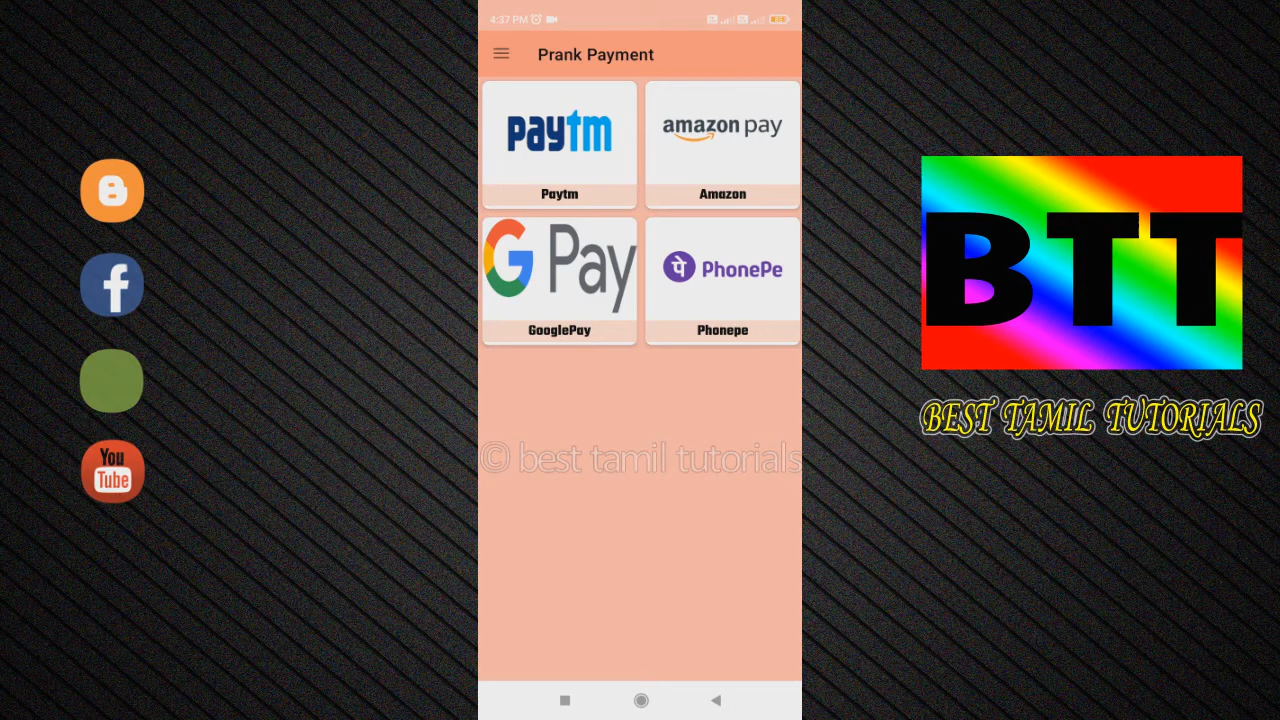 4:37 PM
Prank Payment
paytm
Paytm
amazon pay
Amazon
G Pay
GooglePay
पे PhonePe
Phonepe
© best tamil tutorials
f
You
Tube
BTT
BEST TAMIL TUTORIALS